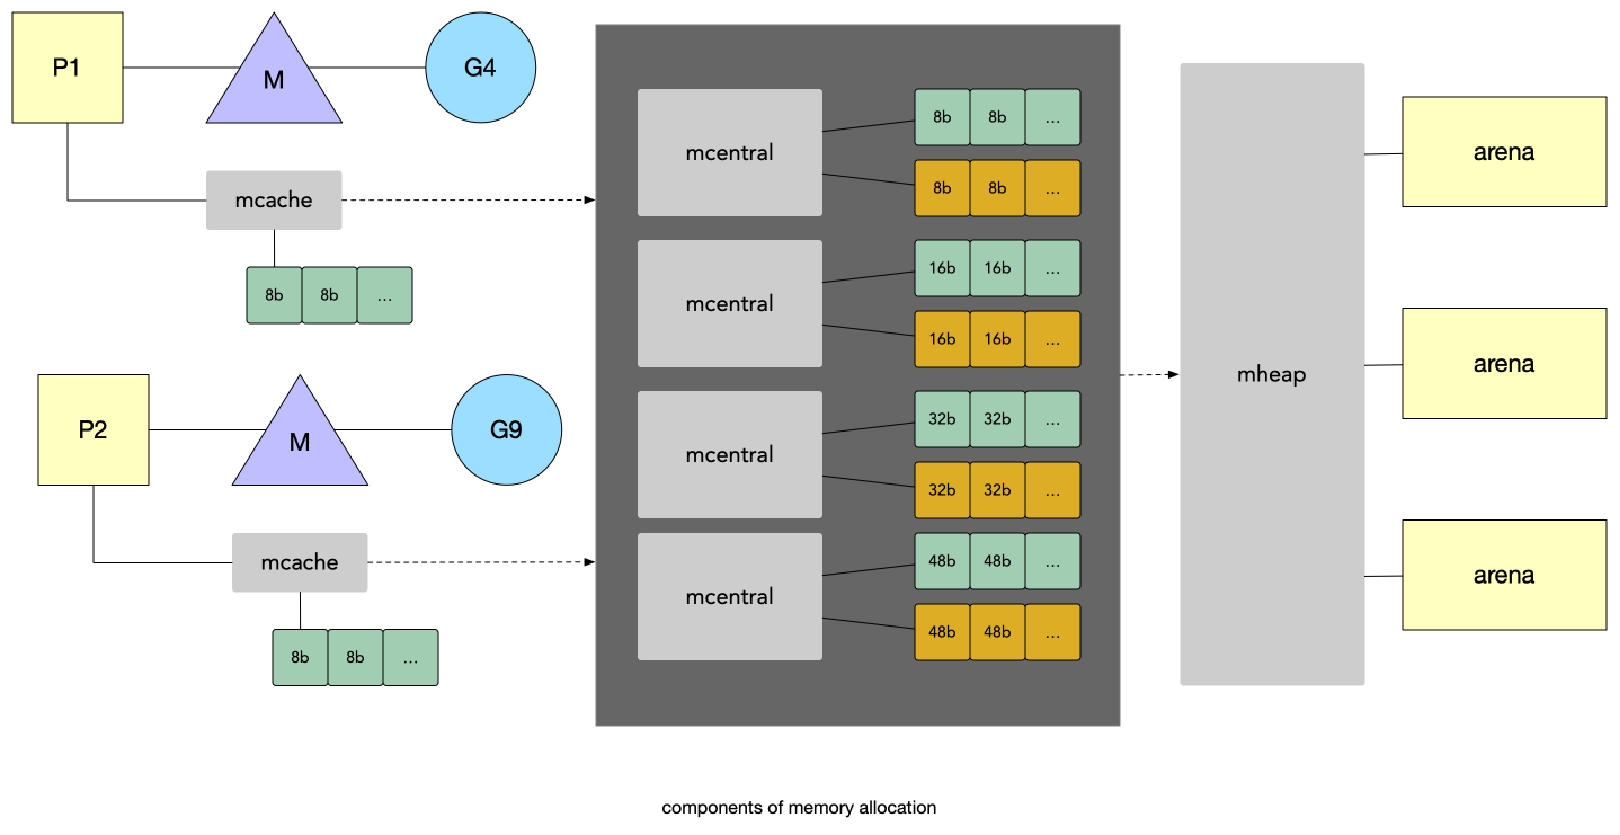 P1
M
G4
mcache
8b 8b ...
P2
M
G9
mcache
8b 8b ...
mcentral
8b 8b ...
8b 8b ...
mcentral
16b 16b ...
16b 16b ...
mcentral
32b 32b ...
32b 32b ...
mcentral
48b 48b ...
48b 48b ...
mheap
arena
arena
arena
components of memory allocation